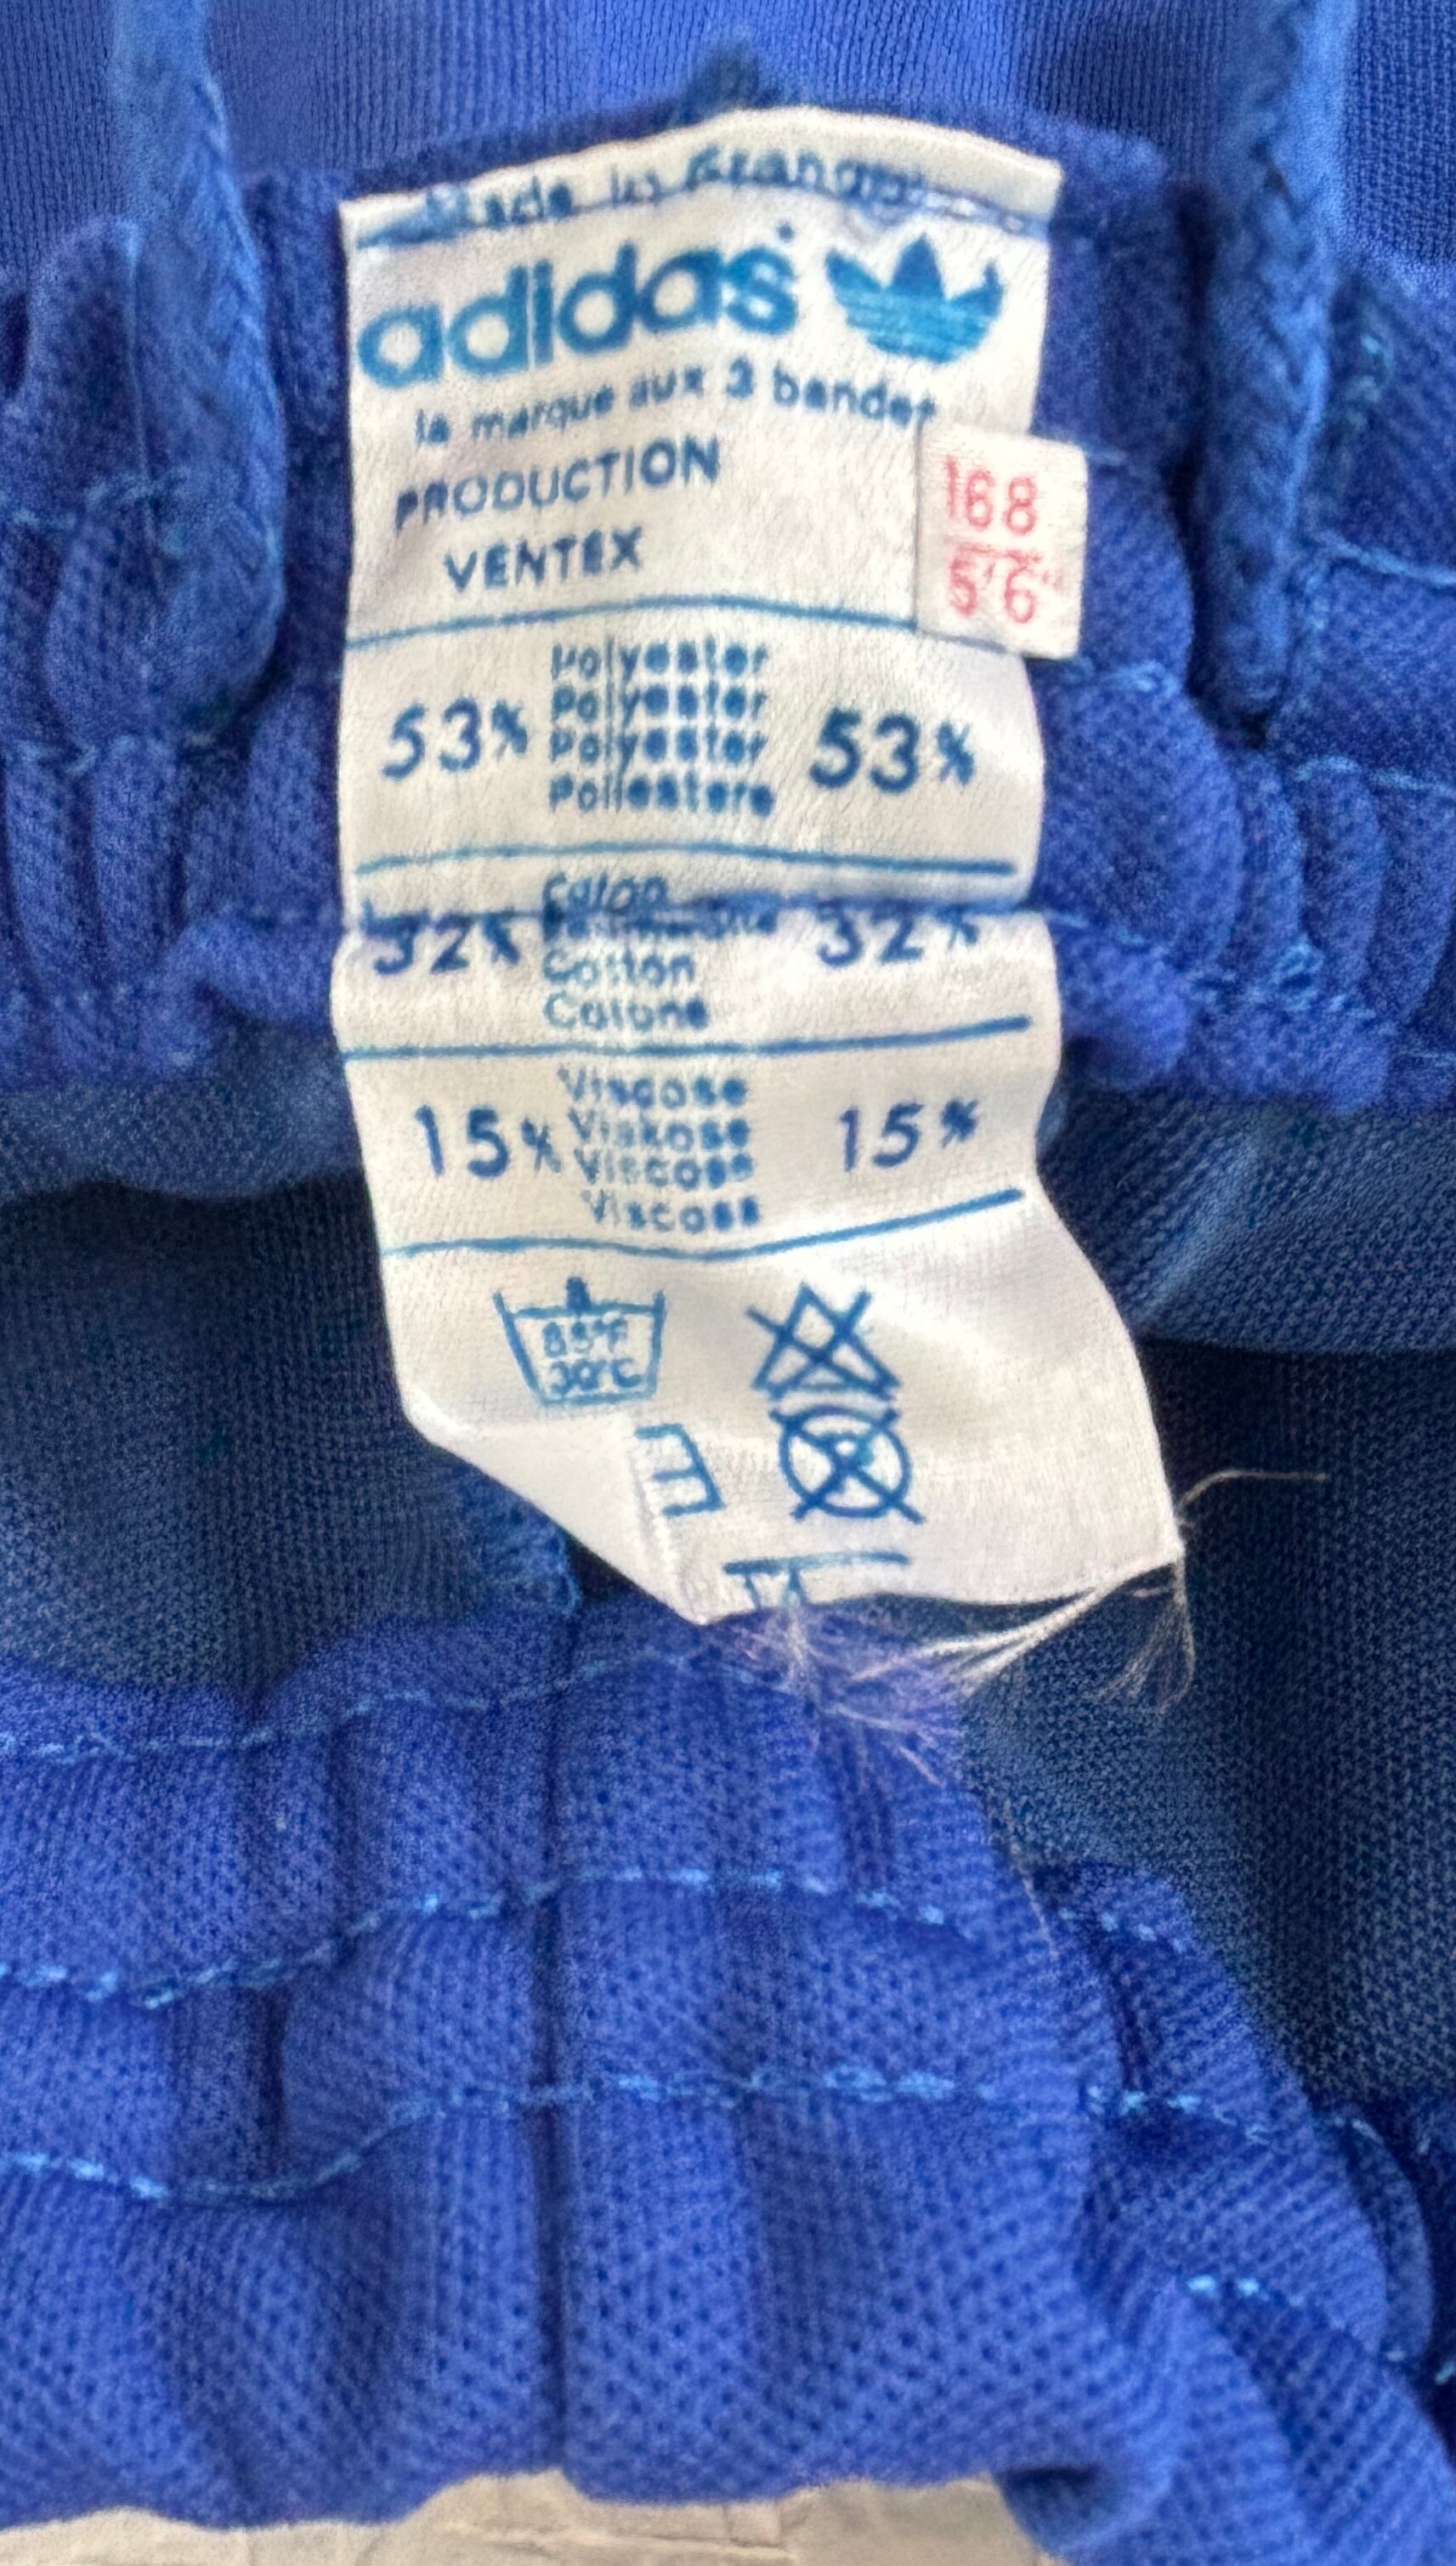 Made in France
adidas
la marque aux 3 bandes
PRODUCTION
VENTEX
168
5'6"
Polyester
53% Polyester 53%
Polyester
Poliestere
Coton
32% 32%
Cotton
Cotone
Viscose
15% Viskose 15%
Viscose
Viscosa
85°F
30°C